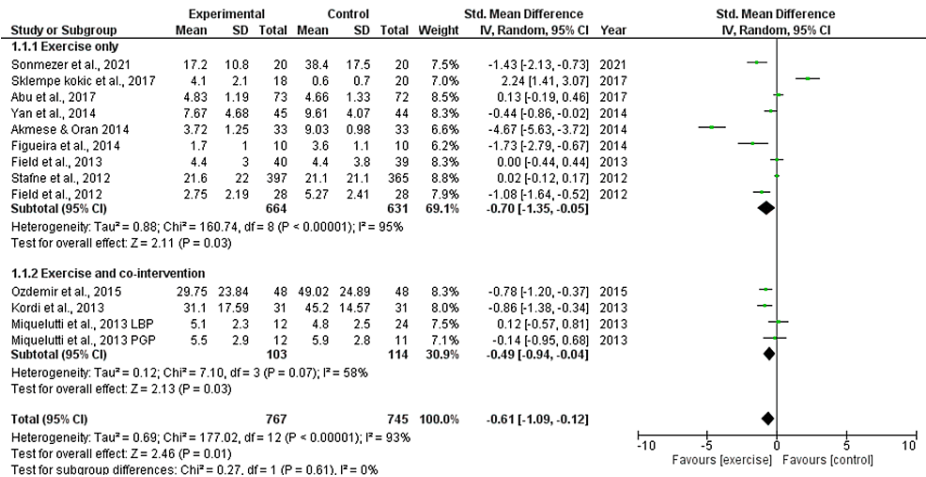 Experimental Control Std. Mean Difference Std. Mean Difference
Study or Subgroup Mean SD Total Mean SD Total Weight IV, Random, 95% CI Year IV, Random, 95% CI
1.1.1 Exercise only
Sonmezer et al., 2021 17.2 10.8 20 38.4 17.5 20 7.5% -1.43 [-2.13, -0.73] 2021
Sklempe kokic et al., 2017 4.1 2.1 18 0.6 0.7 20 7.1% 2.24 [1.41, 3.07] 2017
Abu et al., 2017 4.83 1.19 73 4.66 1.33 72 8.5% 0.13 [-0.19, 0.46] 2017
Yan et al., 2014 7.67 4.68 45 9.61 4.07 44 8.3% -0.44 [-0.86, -0.02] 2014
Akmese & Oran 2014 3.72 1.25 33 9.03 0.98 33 6.7% -4.67 [-5.63, -3.72] 2014
Figueira et al., 2014 1.7 1 10 3.6 1.1 10 6.2% -1.73 [-2.79, -0.67] 2014
Field et al., 2013 4.4 3 40 4.4 3.8 39 8.2% 0.00 [-0.44, 0.44] 2013
Stafne et al., 2012 21.6 22 397 21.1 21.1 365 8.8% 0.02 [-0.12, 0.17] 2012
Field et al., 2012 2.75 2.19 28 5.27 2.41 28 7.9% -1.08 [-1.64, -0.52] 2012
Subtotal (95% CI) 664 631 69.1% -0.70 [-1.35, -0.05]
Heterogeneity: Tau² = 0.88; Chi² = 160.74, df = 8 (P < 0.00001); I² = 95%
Test for overall effect: Z = 2.11 (P = 0.03)
1.1.2 Exercise and co-intervention
Ozdemir et al., 2015 29.75 23.84 48 49.02 24.89 48 8.3% -0.78 [-1.20, -0.37] 2015
Kordi et al., 2013 31.1 17.59 31 45.2 14.57 31 8.0% -0.86 [-1.38, -0.34] 2013
Miquelutti et al., 2013 LBP 5.1 2.3 12 4.8 2.5 24 7.5% 0.12 [-0.57, 0.81] 2013
Miquelutti et al., 2013 PGP 5.5 2.9 12 5.9 2.8 11 7.1% -0.14 [-0.95, 0.68] 2013
Subtotal (95% CI) 103 114 30.9% -0.49 [-0.94, -0.04]
Heterogeneity: Tau² = 0.12; Chi² = 7.10, df = 3 (P = 0.07); I² = 58%
Test for overall effect: Z = 2.13 (P = 0.03)
Total (95% CI) 767 745 100.0% -0.61 [-1.09, -0.12]
Heterogeneity: Tau² = 0.69; Chi² = 177.02, df = 12 (P < 0.00001); I² = 93%
Test for overall effect: Z = 2.46 (P = 0.01)
Test for subgroup differences: Chi² = 0.27, df = 1 (P = 0.61), I² = 0%
-10 -5 0 5 10
Favours [exercise] Favours [control]